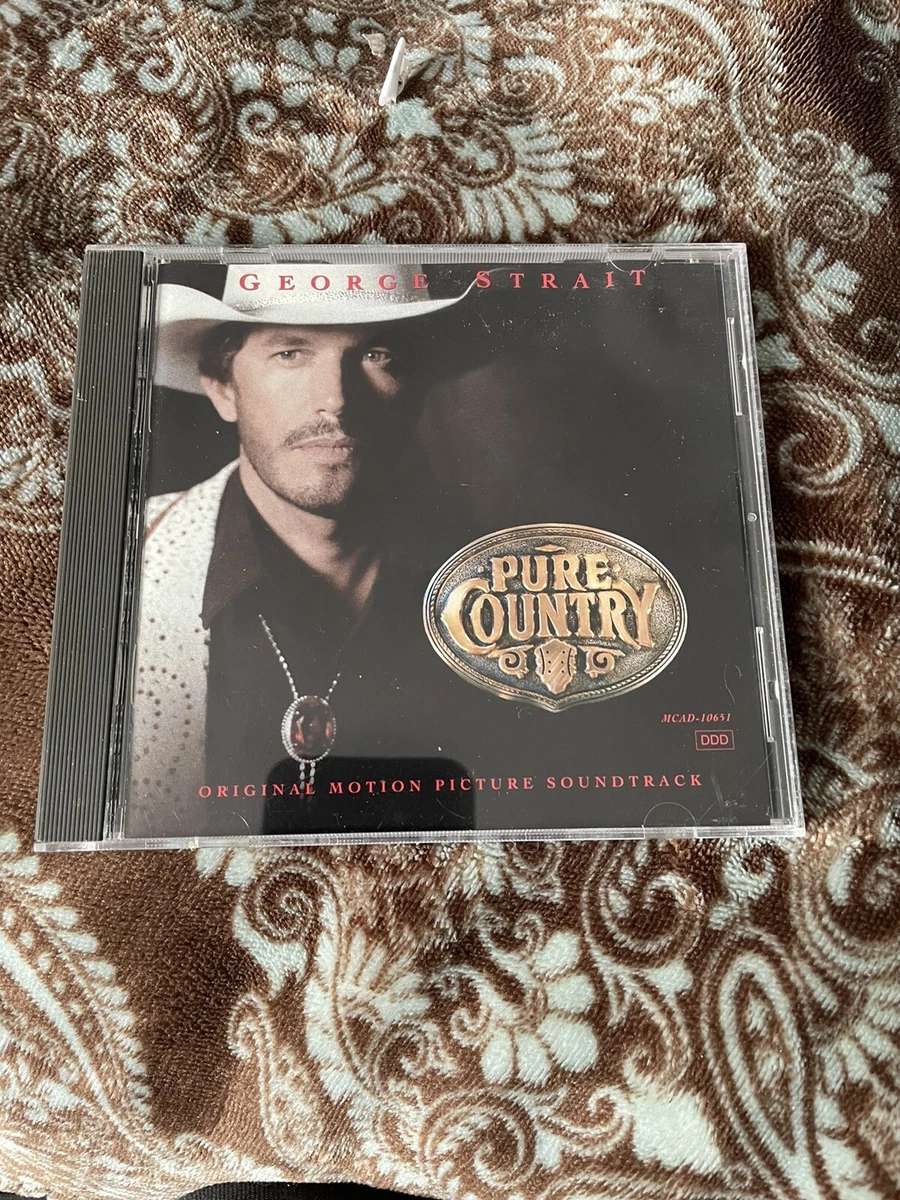 GEORGE STRAIT
PURE
COUNTRY
MCAD-10651
DDD
ORIGINAL MOTION PICTURE SOUNDTRACK